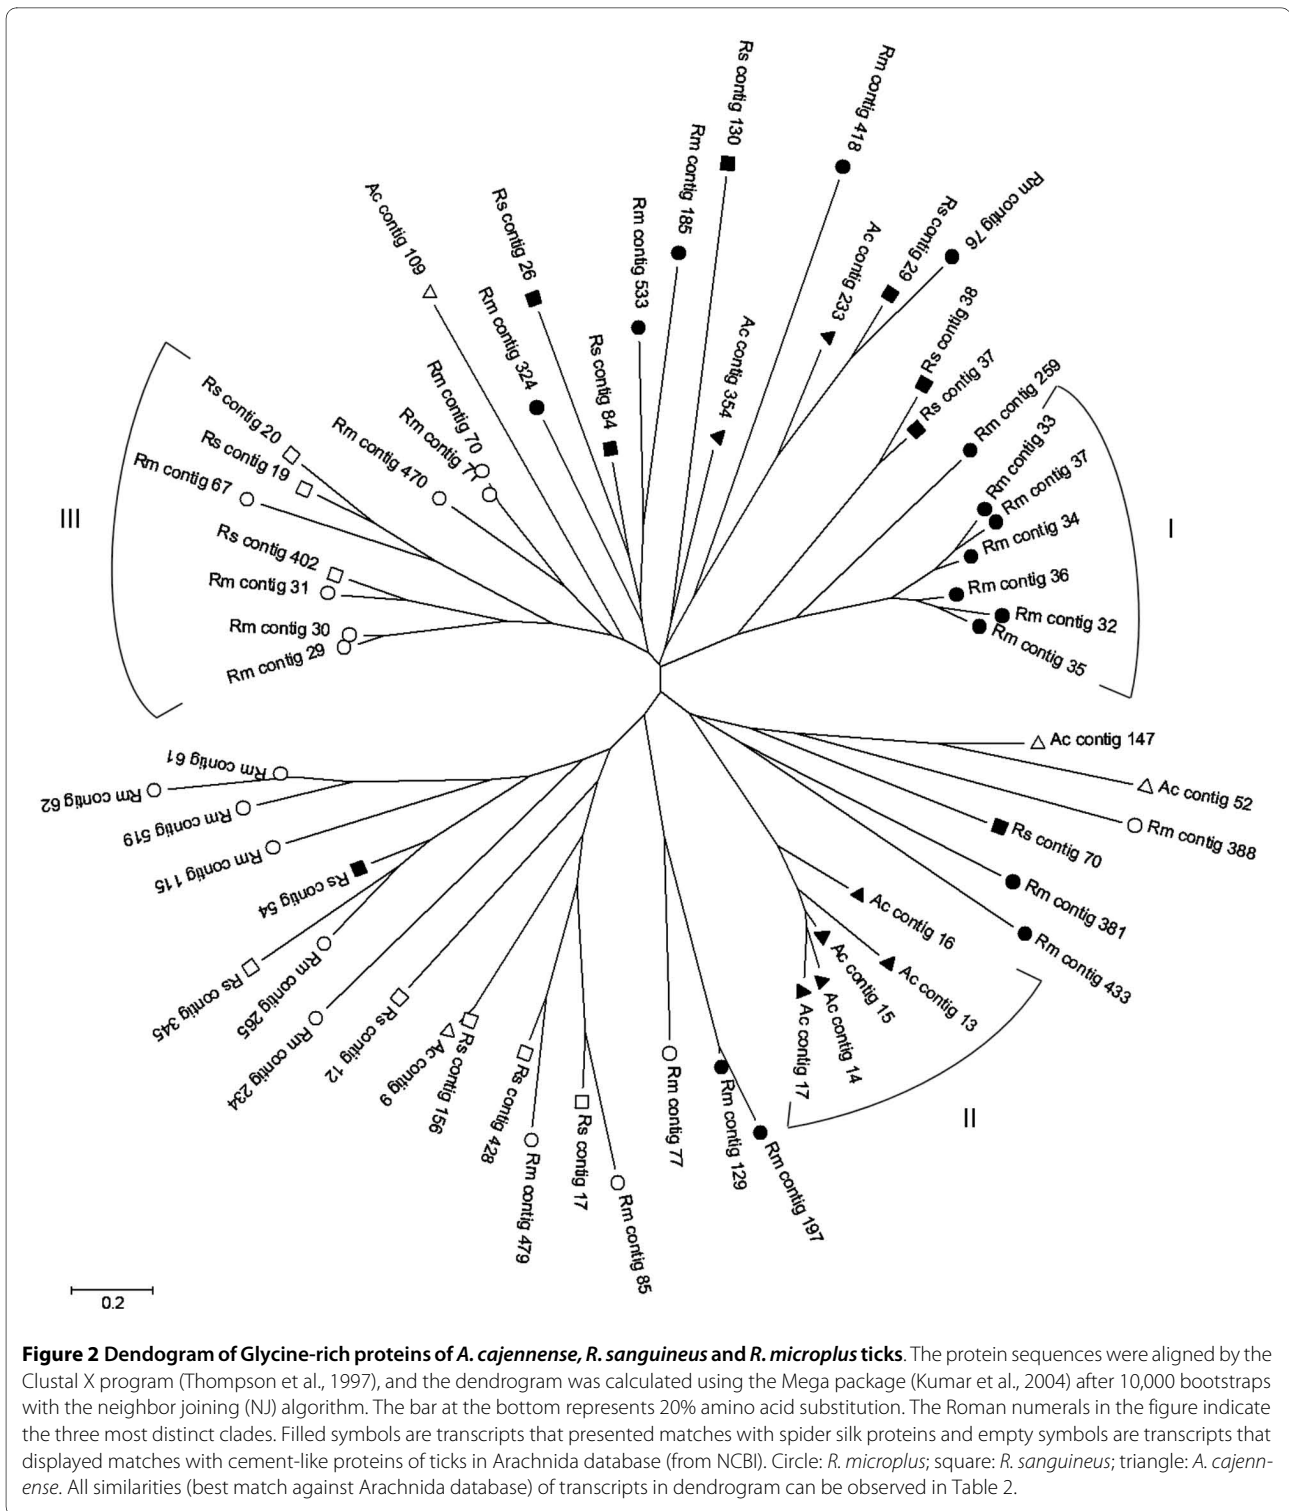 Rs contig 130
Rm contig 418
Rm contig 185
Rm contig 76
Rs contig 29
Ac contig 233
Ac contig 109
Rs contig 26
Rm contig 533
Rm contig 324
Rs contig 84
Ac contig 354
Rs contig 38
Rs contig 37
Rm contig 259
Rm contig 33
Rm contig 37
Rm contig 34
Rm contig 36
Rm contig 32
Rm contig 35
I
Rm contig 70
Rm contig 77
Rm contig 470
Rs contig 20
Rs contig 19
Rm contig 67
Rs contig 402
Rm contig 31
Rm contig 30
Rm contig 29
III
Ac contig 147
Ac contig 52
Rm contig 388
Rs contig 70
Rm contig 381
Rm contig 433
Ac contig 16
Ac contig 13
Ac contig 15
Ac contig 14
Ac contig 17
II
Rm contig 61
Rm contig 62
Rm contig 519
Rm contig 115
Rs contig 54
Rs contig 345
Rm contig 265
Rm contig 234
Rs contig 12
Ac contig 9
Rs contig 156
Rs contig 428
Rm contig 479
Rs contig 17
Rm contig 85
Rm contig 77
Rm contig 129
Rm contig 197
0.2
Figure 2 Dendogram of Glycine-rich proteins of A. cajennense, R. sanguineus and R. microplus ticks. The protein sequences were aligned by the
Clustal X program (Thompson et al., 1997), and the dendrogram was calculated using the Mega package (Kumar et al., 2004) after 10,000 bootstraps
with the neighbor joining (NJ) algorithm. The bar at the bottom represents 20% amino acid substitution. The Roman numerals in the figure indicate
the three most distinct clades. Filled symbols are transcripts that presented matches with spider silk proteins and empty symbols are transcripts that
displayed matches with cement-like proteins of ticks in Arachnida database (from NCBI). Circle: R. microplus; square: R. sanguineus; triangle: A. cajenn-
ense. All similarities (best match against Arachnida database) of transcripts in dendrogram can be observed in Table 2.